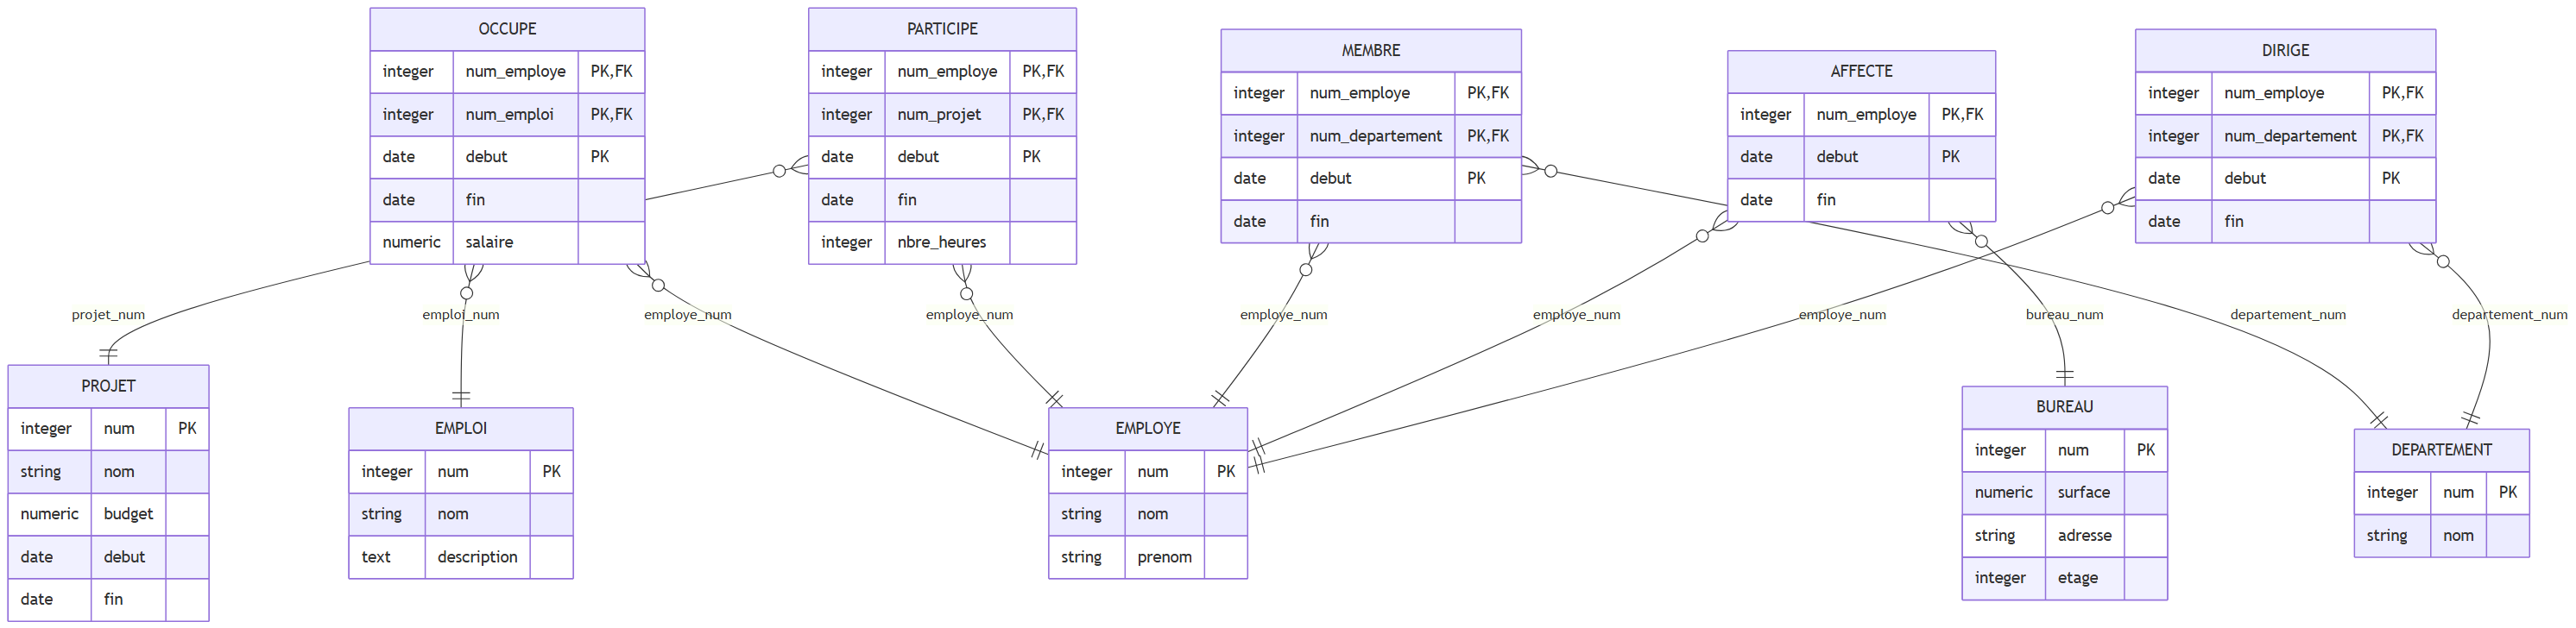 OCCUPE
integer num_employe PK,FK
integer num_emploi PK,FK
date debut PK
date fin
numeric salaire
PARTICIPE
integer num_employe PK,FK
integer num_projet PK,FK
date debut PK
date fin
integer nbre_heures
MEMBRE
integer num_employe PK,FK
integer num_departement PK,FK
date debut PK
date fin
AFFECTE
integer num_employe PK,FK
date debut PK
date fin
DIRIGE
integer num_employe PK,FK
integer num_departement PK,FK
date debut PK
date fin
projet_num
emploi_num
employe_num
employe_num
employe_num
employe_num
employe_num
bureau_num
departement_num
departement_num
PROJET
integer num PK
string nom
numeric budget
date debut
date fin
EMPLOI
integer num PK
string nom
text description
EMPLOYE
integer num PK
string nom
string prenom
BUREAU
integer num PK
numeric surface
string adresse
integer etage
DEPARTEMENT
integer num PK
string nom